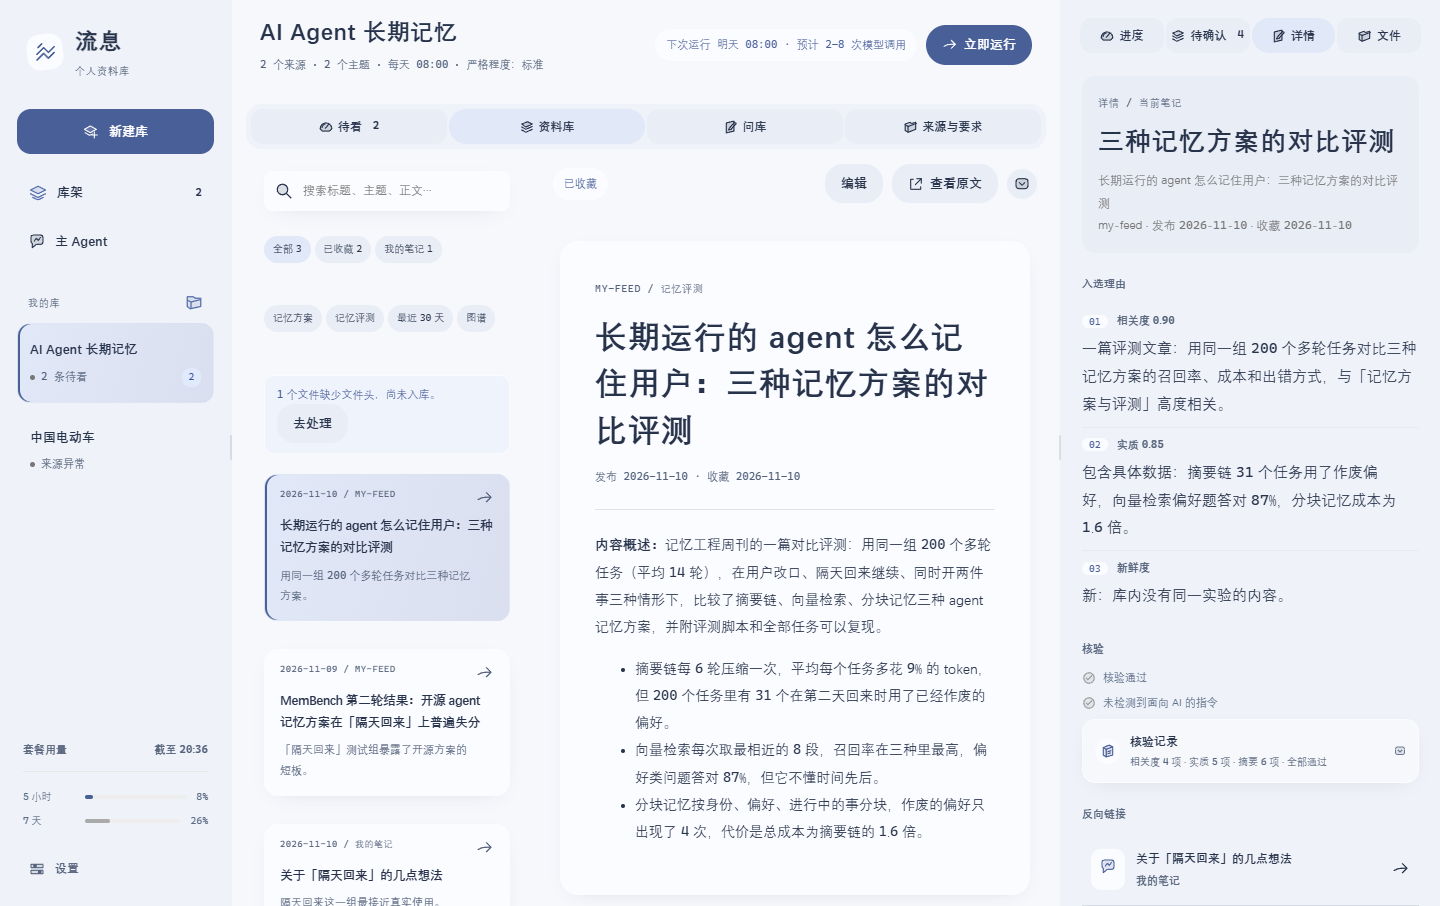 流息
个人资料库
新建库
库架 2
主 Agent
我的库
AI Agent 长期记忆
2 条待看 2
中国电动车
来源异常
套餐用量 截至 20:36
5 小时 8%
7 天 26%
设置
AI Agent 长期记忆
2 个来源 · 2 个主题 · 每天 08:00 · 严格程度：标准
下次运行 明天 08:00 · 预计 2–8 次模型调用
立即运行
待看 2
资料库
问库
来源与要求
搜索标题、主题、正文…
全部 3 已收藏 2 我的笔记 1
记忆方案 记忆评测 最近 30 天 图谱
1 个文件缺少文件头，尚未入库。
去处理
2026-11-10 / MY-FEED
长期运行的 agent 怎么记住用户：三种
记忆方案的对比评测
用同一组 200 个多轮任务对比三种记忆
方案。
2026-11-09 / MY-FEED
MemBench 第二轮结果：开源 agent
记忆方案在「隔天回来」上普遍失分
「隔天回来」测试组暴露了开源方案的
短板。
2026-11-10 / 我的笔记
关于「隔天回来」的几点想法
隔天回来这一组最接近真实使用。
已收藏
编辑
查看原文
MY-FEED / 记忆评测
长期运行的 agent 怎么记
住用户：三种记忆方案的对
比评测
发布 2026-11-10 · 收藏 2026-11-10
内容概述：记忆工程周刊的一篇对比评测：用同一组 200 个多轮
任务（平均 14 轮），在用户改口、隔天回来继续、同时开两件
事三种情形下，比较了摘要链、向量检索、分块记忆三种 agent
记忆方案，并附评测脚本和全部任务可以复现。
• 摘要链每 6 轮压缩一次，平均每个任务多花 9% 的 token，
但 200 个任务里有 31 个在第二天回来时用了已经作废的
偏好。
• 向量检索每次取最相近的 8 段，召回率在三种里最高，偏
好类问题答对 87%，但它不懂时间先后。
• 分块记忆按身份、偏好、进行中的事分块，作废的偏好只
出现了 4 次，代价是总成本为摘要链的 1.6 倍。
进度
待确认 4
详情
文件
详情 / 当前笔记
三种记忆方案的对比评测
长期运行的 agent 怎么记住用户：三种记忆方案的对比评
测
my-feed · 发布 2026-11-10 · 收藏 2026-11-10
入选理由
01 相关度 0.90
一篇评测文章：用同一组 200 个多轮任务对比三种
记忆方案的召回率、成本和出错方式，与「记忆方
案与评测」高度相关。
02 实质 0.85
包含具体数据：摘要链 31 个任务用了作废偏
好，向量检索偏好题答对 87%，分块记忆成本为
1.6 倍。
03 新鲜度
新：库内没有同一实验的内容。
核验
核验通过
未检测到面向 AI 的指令
核验记录
相关度 4 项 · 实质 5 项 · 摘要 6 项 · 全部通过
反向链接
关于「隔天回来」的几点想法
我的笔记